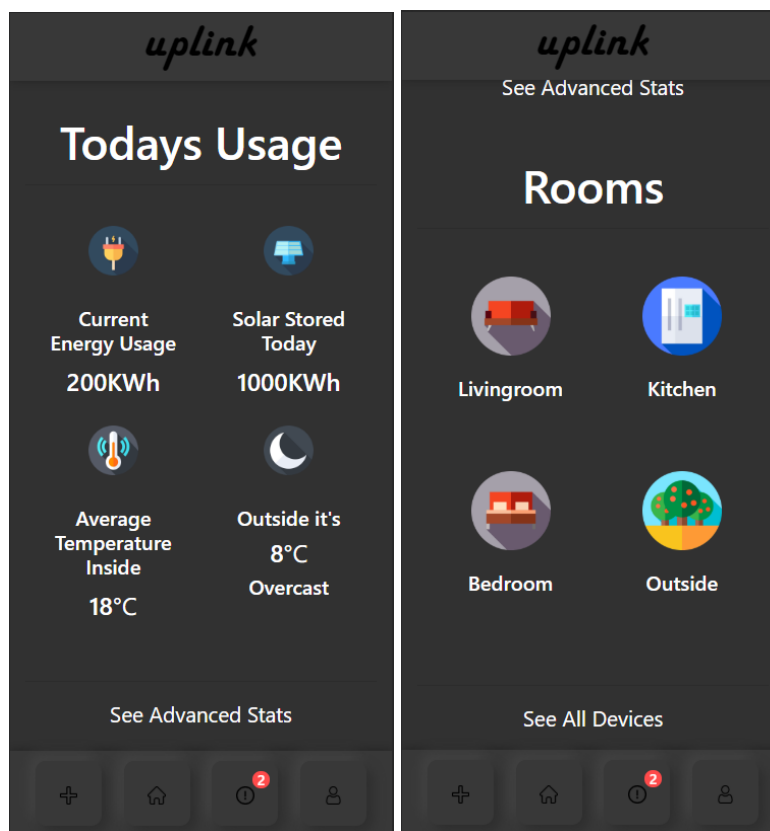 uplink
Todays Usage
Current
Energy Usage
200KWh
Solar Stored
Today
1000KWh
Average
Temperature
Inside
18°C
Outside it's
8°C
Overcast
See Advanced Stats
2
uplink
See Advanced Stats
Rooms
Livingroom
Kitchen
Bedroom
Outside
See All Devices
2